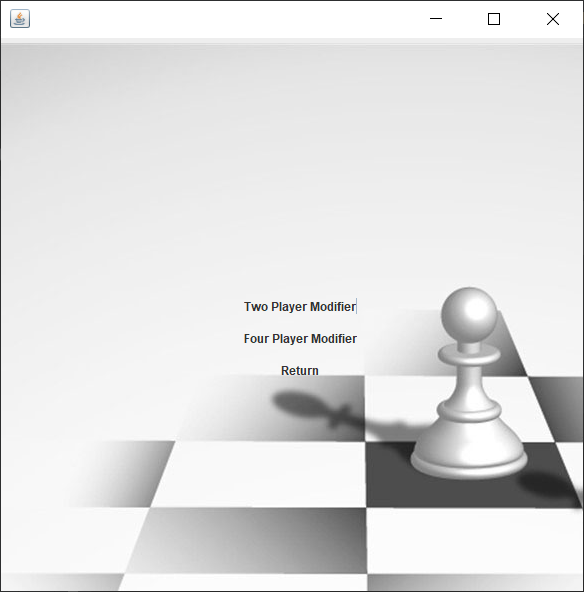 Two Player Modifier
Four Player Modifier
Return